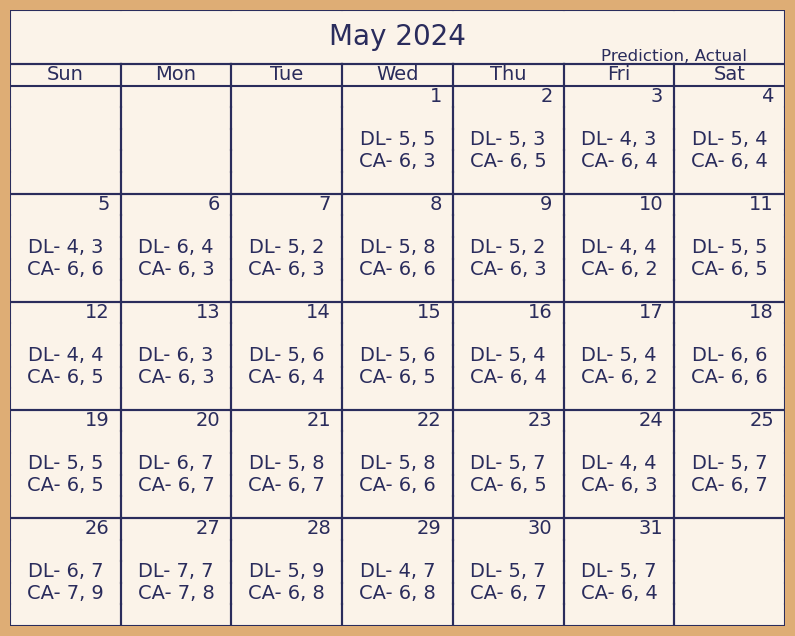 May 2024
Prediction, Actual
Sun Mon Tue Wed Thu Fri Sat
1 2 3 4
DL- 5, 5 DL- 5, 3 DL- 4, 3 DL- 5, 4
CA- 6, 3 CA- 6, 5 CA- 6, 4 CA- 6, 4
5 6 7 8 9 10 11
DL- 4, 3 DL- 6, 4 DL- 5, 2 DL- 5, 8 DL- 5, 2 DL- 4, 4 DL- 5, 5
CA- 6, 6 CA- 6, 3 CA- 6, 3 CA- 6, 6 CA- 6, 3 CA- 6, 2 CA- 6, 5
12 13 14 15 16 17 18
DL- 4, 4 DL- 6, 3 DL- 5, 6 DL- 5, 6 DL- 5, 4 DL- 5, 4 DL- 6, 6
CA- 6, 5 CA- 6, 3 CA- 6, 4 CA- 6, 5 CA- 6, 4 CA- 6, 2 CA- 6, 6
19 20 21 22 23 24 25
DL- 5, 5 DL- 6, 7 DL- 5, 8 DL- 5, 8 DL- 5, 7 DL- 4, 4 DL- 5, 7
CA- 6, 5 CA- 6, 7 CA- 6, 7 CA- 6, 6 CA- 6, 5 CA- 6, 3 CA- 6, 7
26 27 28 29 30 31
DL- 6, 7 DL- 7, 7 DL- 5, 9 DL- 4, 7 DL- 5, 7 DL- 5, 7
CA- 7, 9 CA- 7, 8 CA- 6, 8 CA- 6, 8 CA- 6, 7 CA- 6, 4